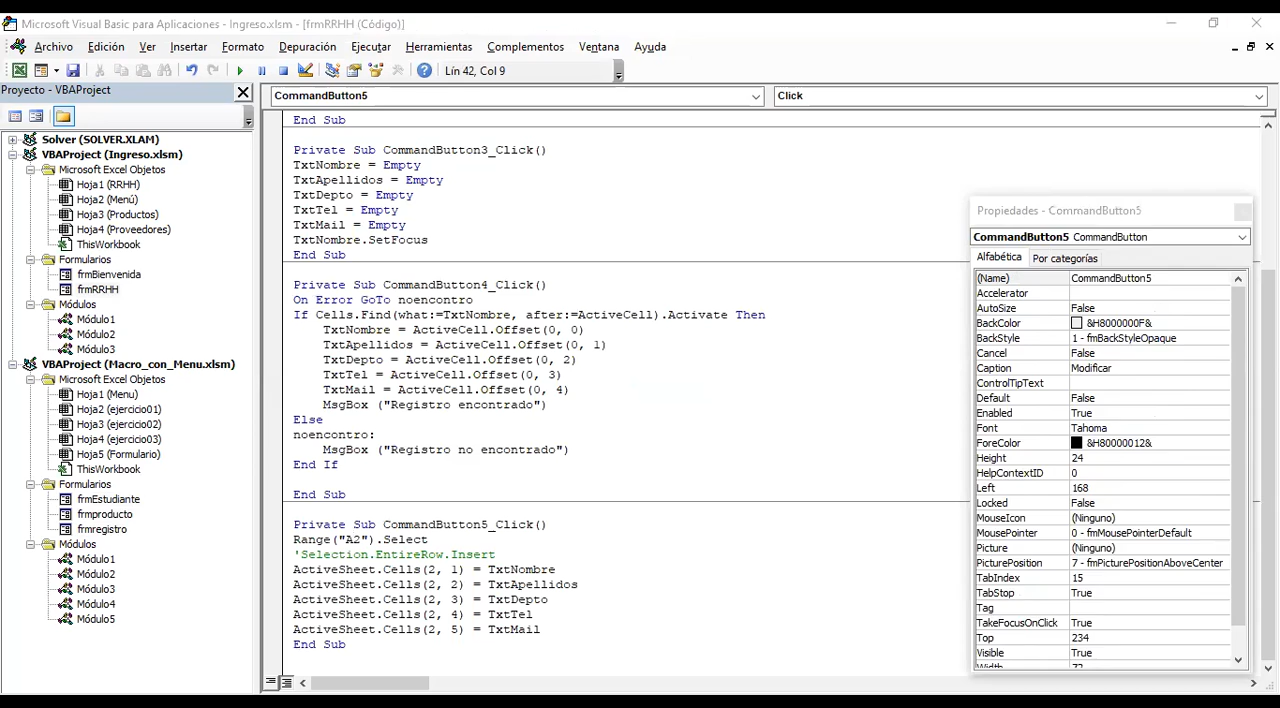 Microsoft Visual Basic para Aplicaciones - Ingreso.xlsm - [frmRRHH (Código)]
Archivo Edición Ver Insertar Formato Depuración Ejecutar Herramientas Complementos Ventana Ayuda
Lín 42, Col 9
Proyecto - VBAProject
CommandButton5
Click
Solver (SOLVER.XLAM)
VBAProject (Ingreso.xlsm)
Microsoft Excel Objetos
Hoja1 (RRHH)
Hoja2 (Menú)
Hoja3 (Productos)
Hoja4 (Proveedores)
ThisWorkbook
Formularios
frmBienvenida
frmRRHH
Módulos
Módulo1
Módulo2
Módulo3
VBAProject (Macro_con_Menu.xlsm)
Microsoft Excel Objetos
Hoja1 (Menu)
Hoja2 (ejercicio01)
Hoja3 (ejercicio02)
Hoja4 (ejercicio03)
Hoja5 (Formulario)
ThisWorkbook
Formularios
frmEstudiante
frmproducto
frmregistro
Módulos
Módulo1
Módulo2
Módulo3
Módulo4
Módulo5
End Sub
Private Sub CommandButton3_Click()
TxtNombre = Empty
TxtApellidos = Empty
TxtDepto = Empty
TxtTel = Empty
TxtMail = Empty
TxtNombre.SetFocus
End Sub
Private Sub CommandButton4_Click()
On Error GoTo noencontro
If Cells.Find(what:=TxtNombre, after:=ActiveCell).Activate Then
TxtNombre = ActiveCell.Offset(0, 0)
TxtApellidos = ActiveCell.Offset(0, 1)
TxtDepto = ActiveCell.Offset(0, 2)
TxtTel = ActiveCell.Offset(0, 3)
TxtMail = ActiveCell.Offset(0, 4)
MsgBox ("Registro encontrado")
Else
noencontro:
MsgBox ("Registro no encontrado")
End If
End Sub
Private Sub CommandButton5_Click()
Range("A2").Select
'Selection.EntireRow.Insert
ActiveSheet.Cells(2, 1) = TxtNombre
ActiveSheet.Cells(2, 2) = TxtApellidos
ActiveSheet.Cells(2, 3) = TxtDepto
ActiveSheet.Cells(2, 4) = TxtTel
ActiveSheet.Cells(2, 5) = TxtMail
End Sub
Propiedades - CommandButton5
CommandButton5 CommandButton
Alfabética Por categorías
(Name) CommandButton5
Accelerator
AutoSize False
BackColor &H8000000F&
BackStyle 1 - fmBackStyleOpaque
Cancel False
Caption Modificar
ControlTipText
Default False
Enabled True
Font Tahoma
ForeColor &H80000012&
Height 24
HelpContextID 0
Left 168
Locked False
MouseIcon (Ninguno)
MousePointer 0 - fmMousePointerDefault
Picture (Ninguno)
PicturePosition 7 - fmPicturePositionAboveCenter
TabIndex 15
TabStop True
Tag
TakeFocusOnClick True
Top 234
Visible True
Width 72